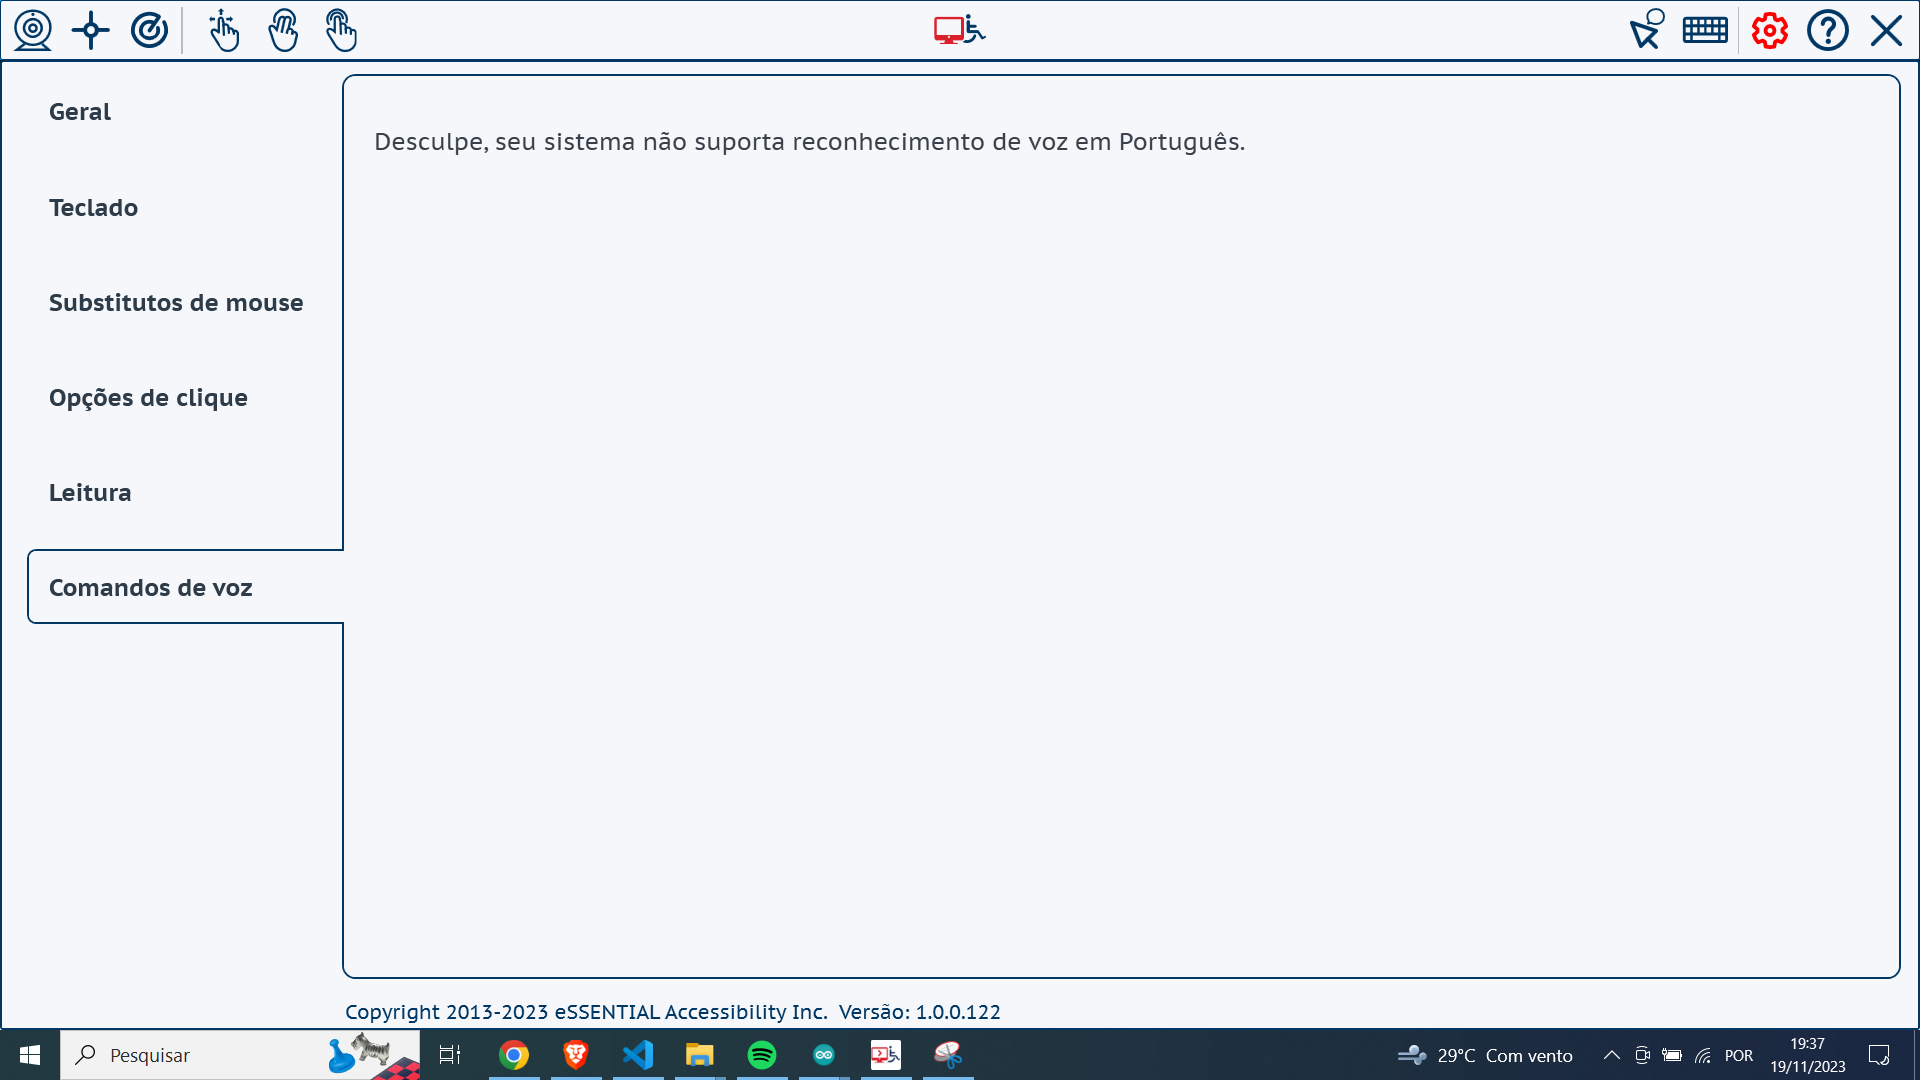 Geral
Teclado
Substitutos de mouse
Opções de clique
Leitura
Comandos de voz
Desculpe, seu sistema não suporta reconhecimento de voz em Português.
Copyright 2013-2023 eSSENTIAL Accessibility Inc. Versão: 1.0.0.122
Pesquisar
29°C Com vento
POR
19:37
19/11/2023